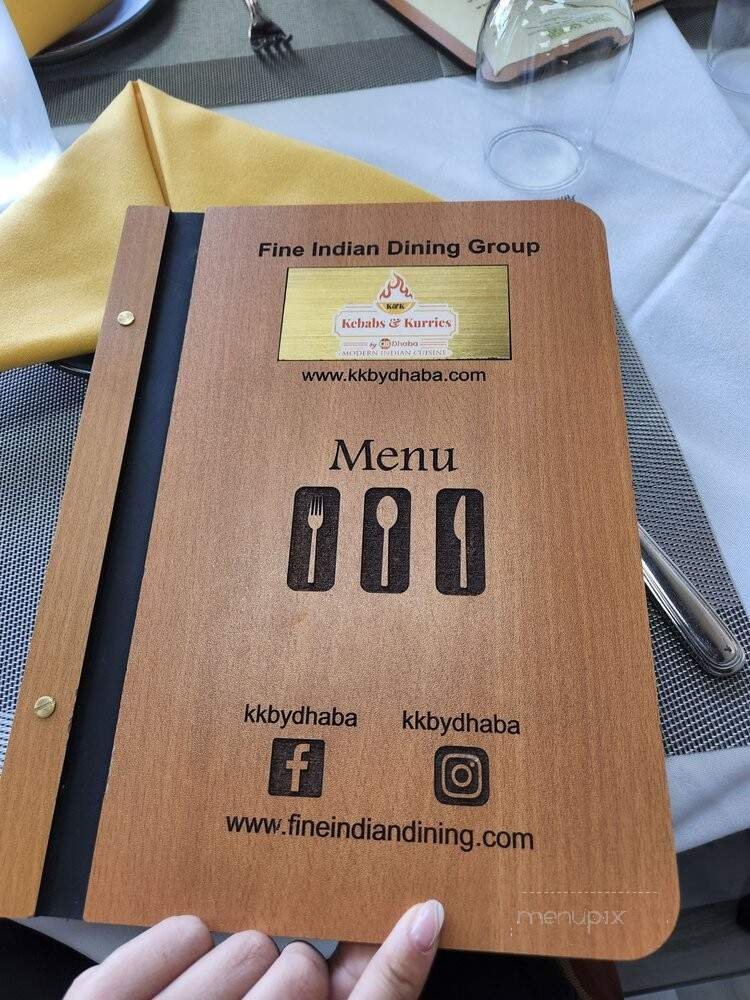 Fine Indian Dining Group
K&K
Kebabs & Kurries
by Dhaba
MODERN INDIAN CUISINE
www.kkbydhaba.com
Menu
kkbydhaba kkbydhaba
www.fineindiandining.com
menupix